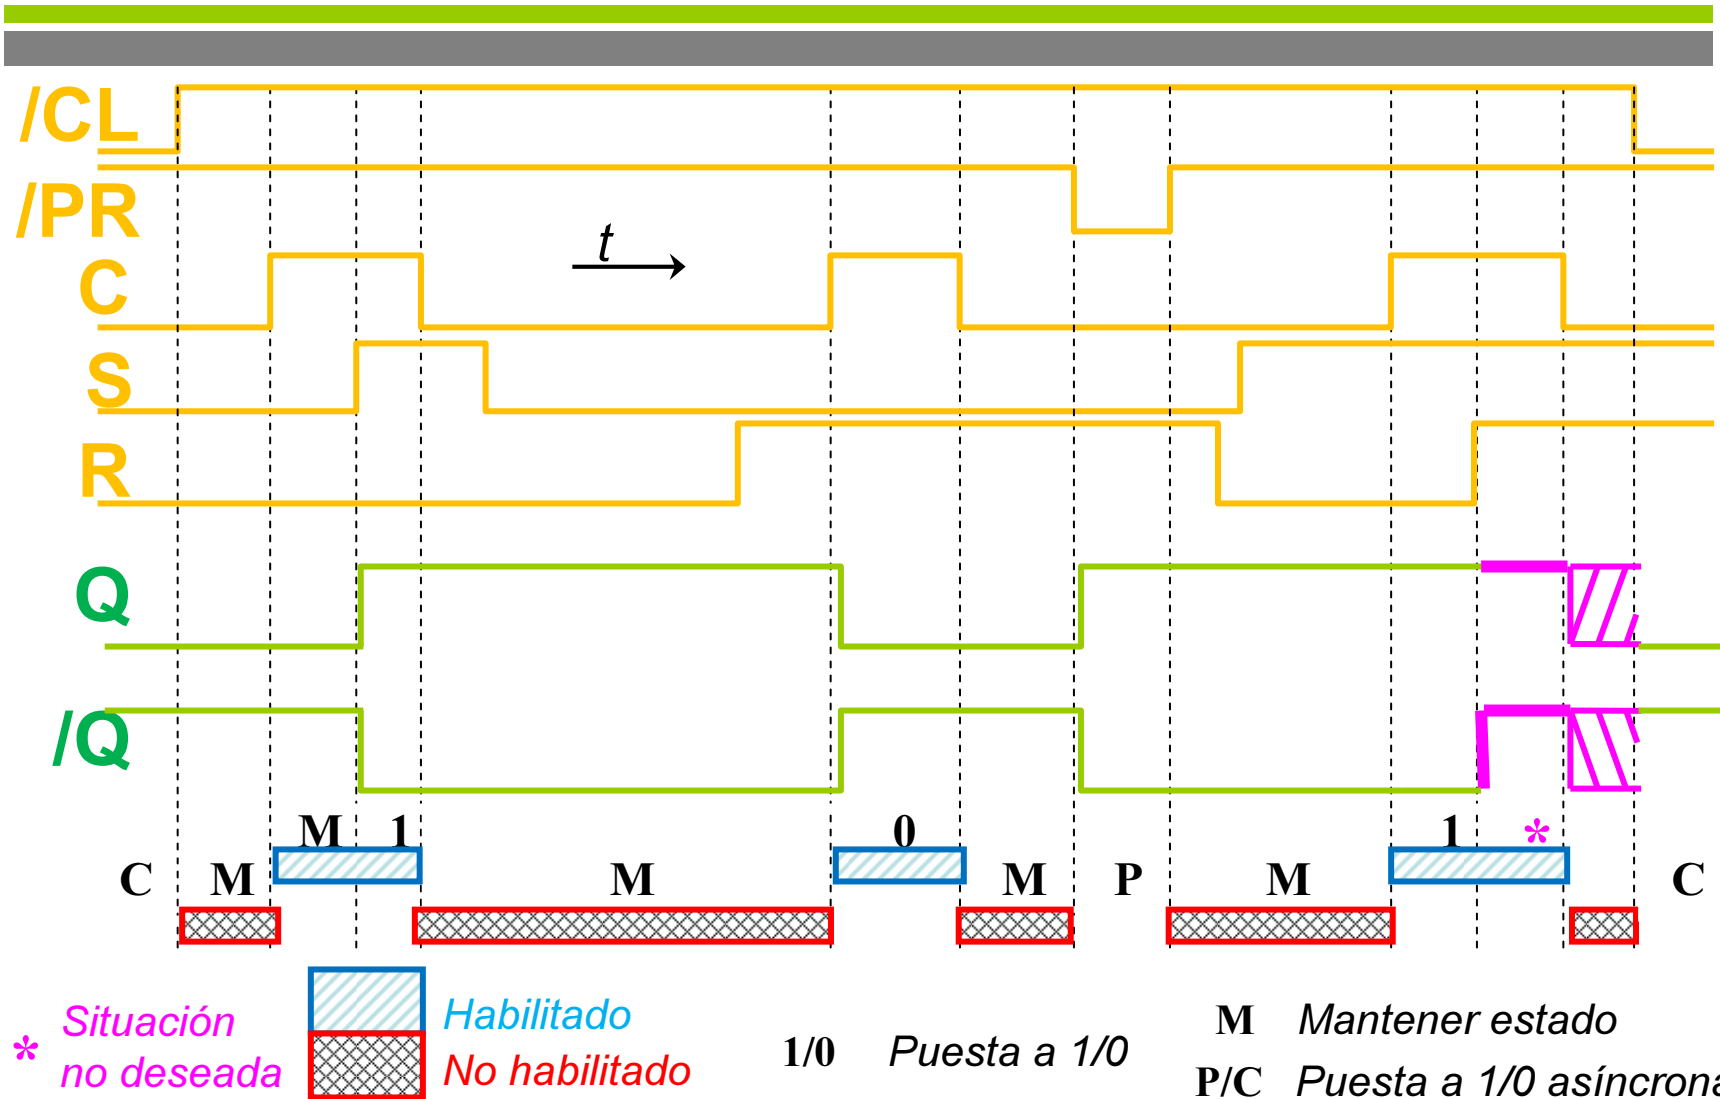 /CL
/PR
t
C
S
R
Q
/Q
M 1 0 1 *
C M M M P M C
* Situación no deseada
Habilitado
No habilitado
1/0 Puesta a 1/0
M Mantener estado
P/C Puesta a 1/0 asíncrona